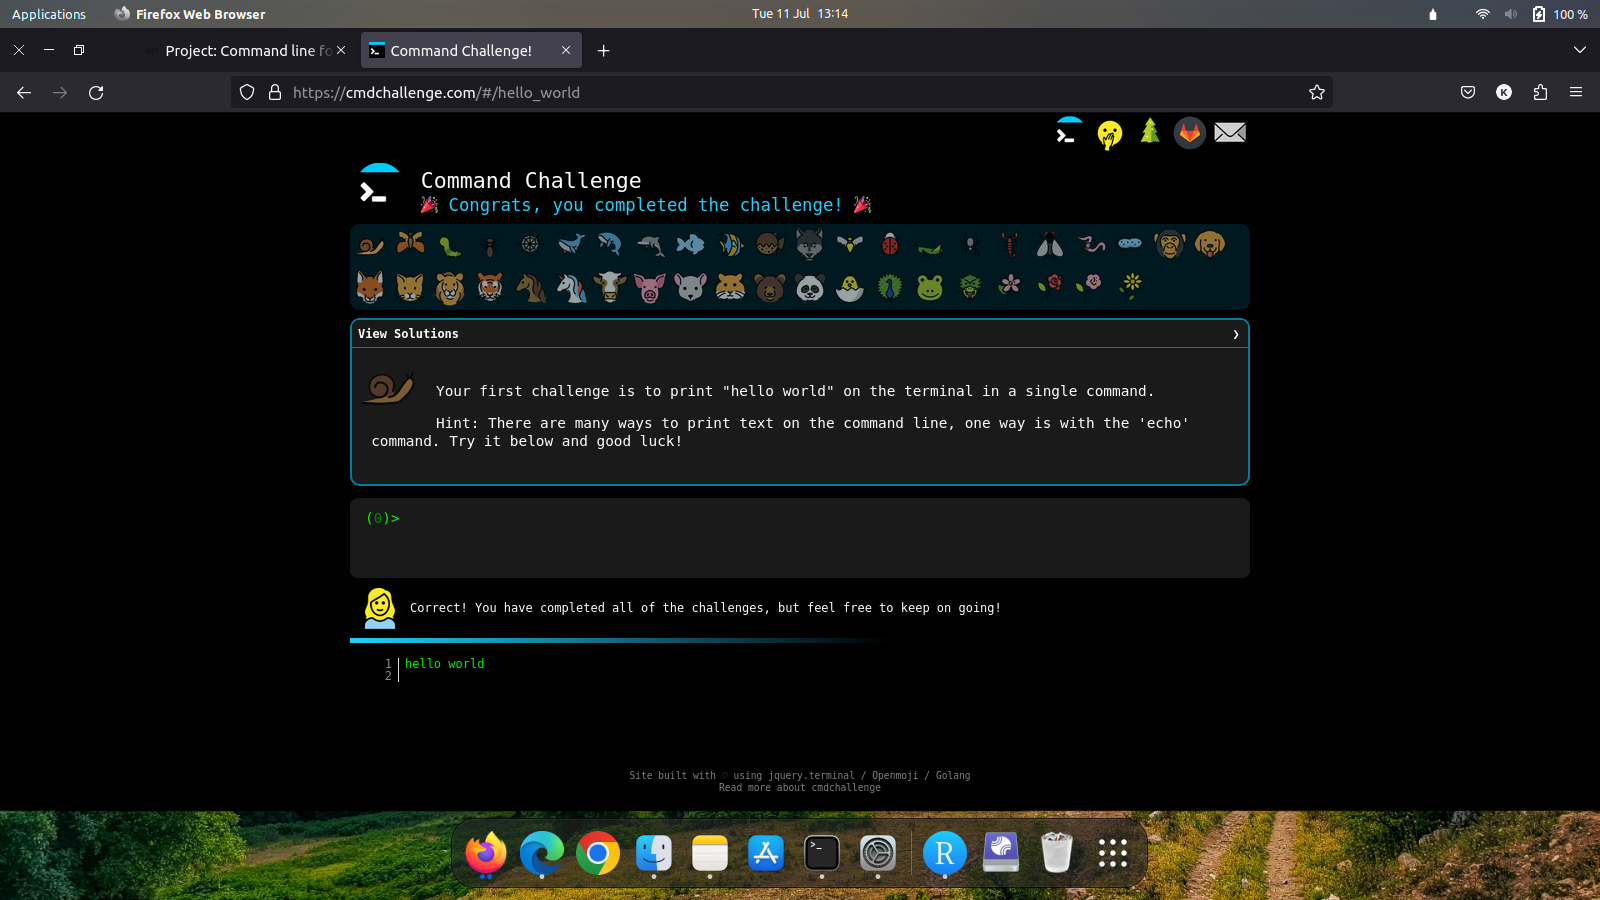 Applications
Firefox Web Browser
Tue 11 Jul 13:14
100 %
Project: Command line fo
Command Challenge!
https://cmdchallenge.com/#/hello_world
K
Command Challenge
Congrats, you completed the challenge!
View Solutions
Your first challenge is to print "hello world" on the terminal in a single command.
Hint: There are many ways to print text on the command line, one way is with the 'echo'
command. Try it below and good luck!
(0)>
Correct! You have completed all of the challenges, but feel free to keep on going!
1 hello world
2
Site built with ♡ using jquery.terminal / Openmoji / Golang
Read more about cmdchallenge
R